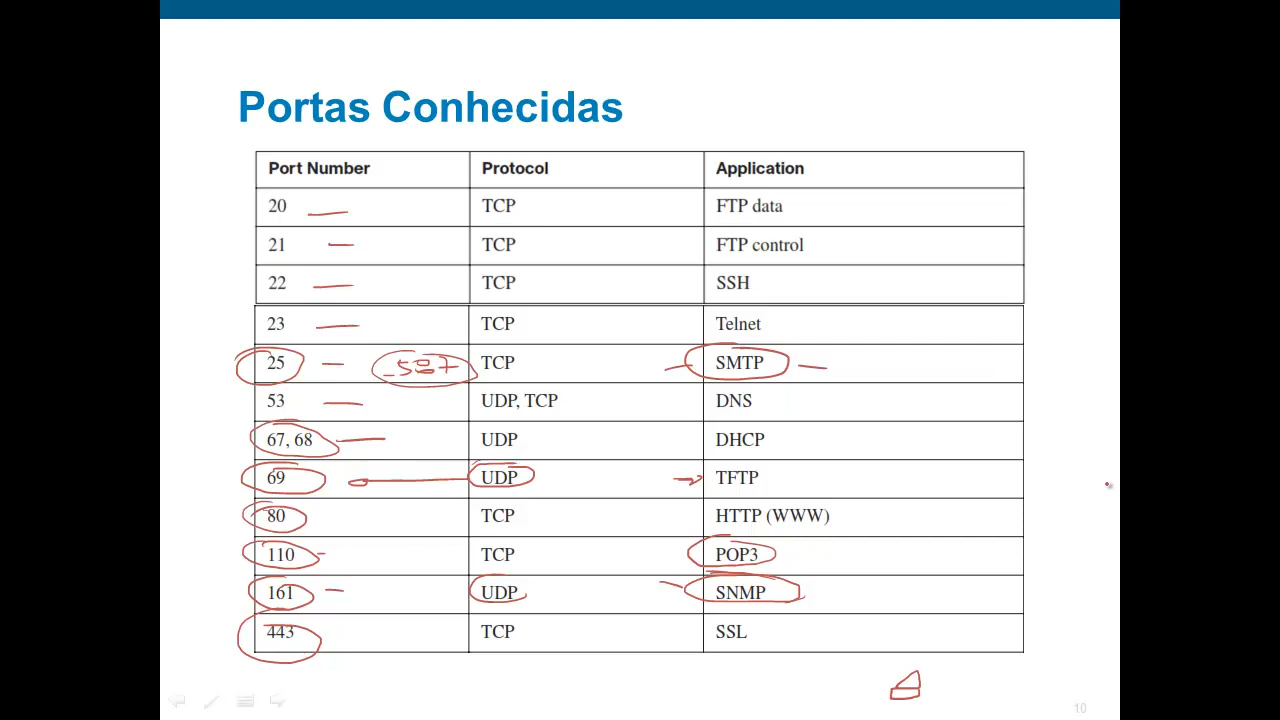 Portas Conhecidas
Port Number Protocol Application
20 TCP FTP data
21 TCP FTP control
22 TCP SSH
23 TCP Telnet
25 587 TCP SMTP
53 UDP, TCP DNS
67, 68 UDP DHCP
69 UDP TFTP
80 TCP HTTP (WWW)
110 TCP POP3
161 UDP SNMP
443 TCP SSL
10